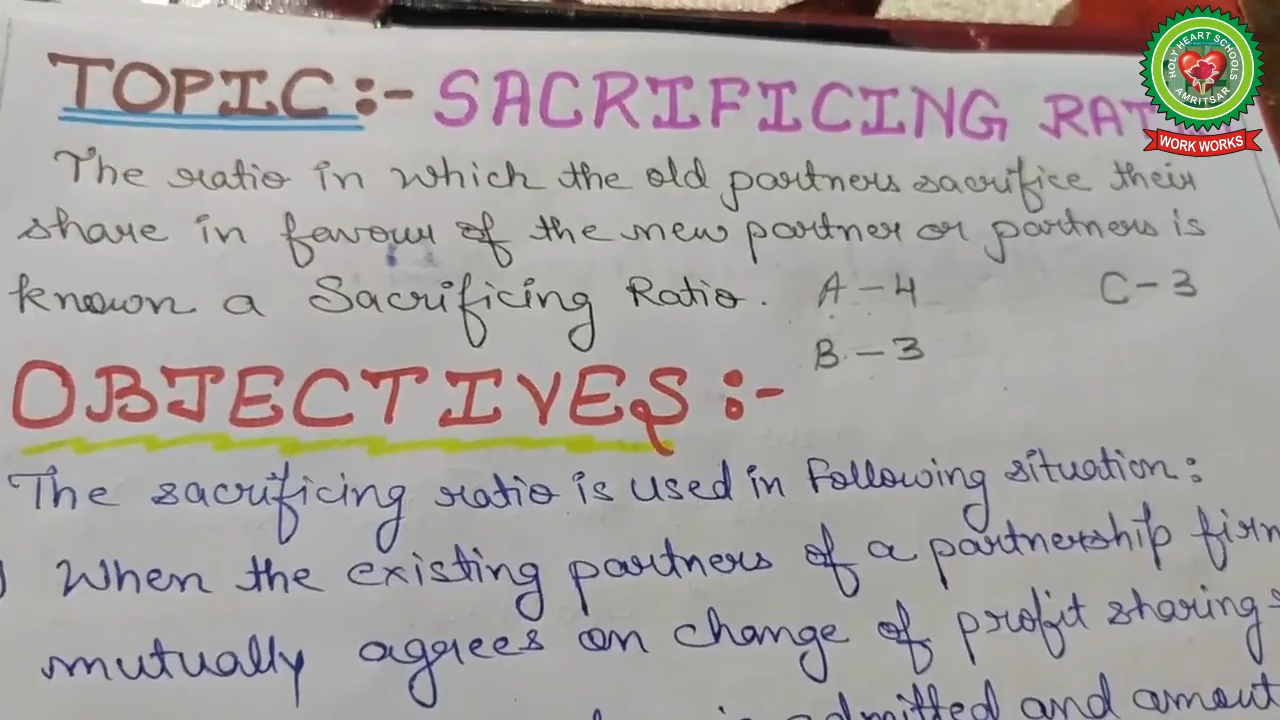 TOPIC:- SACRIFICING
The ratio in which the old partners sacrifice their
share in favour of the new partner or partners is
known a Sacrificing Ratio. A - 4 C - 3
B - 3
OBJECTIVES :-
The sacrificing ratio is used in following situation:
When the existing partners of a partnership firm
mutually agrees on change of profit sharing
admitted and amout
HOLY HEART SCHOOLS
AMRITSAR
WORK WORKS